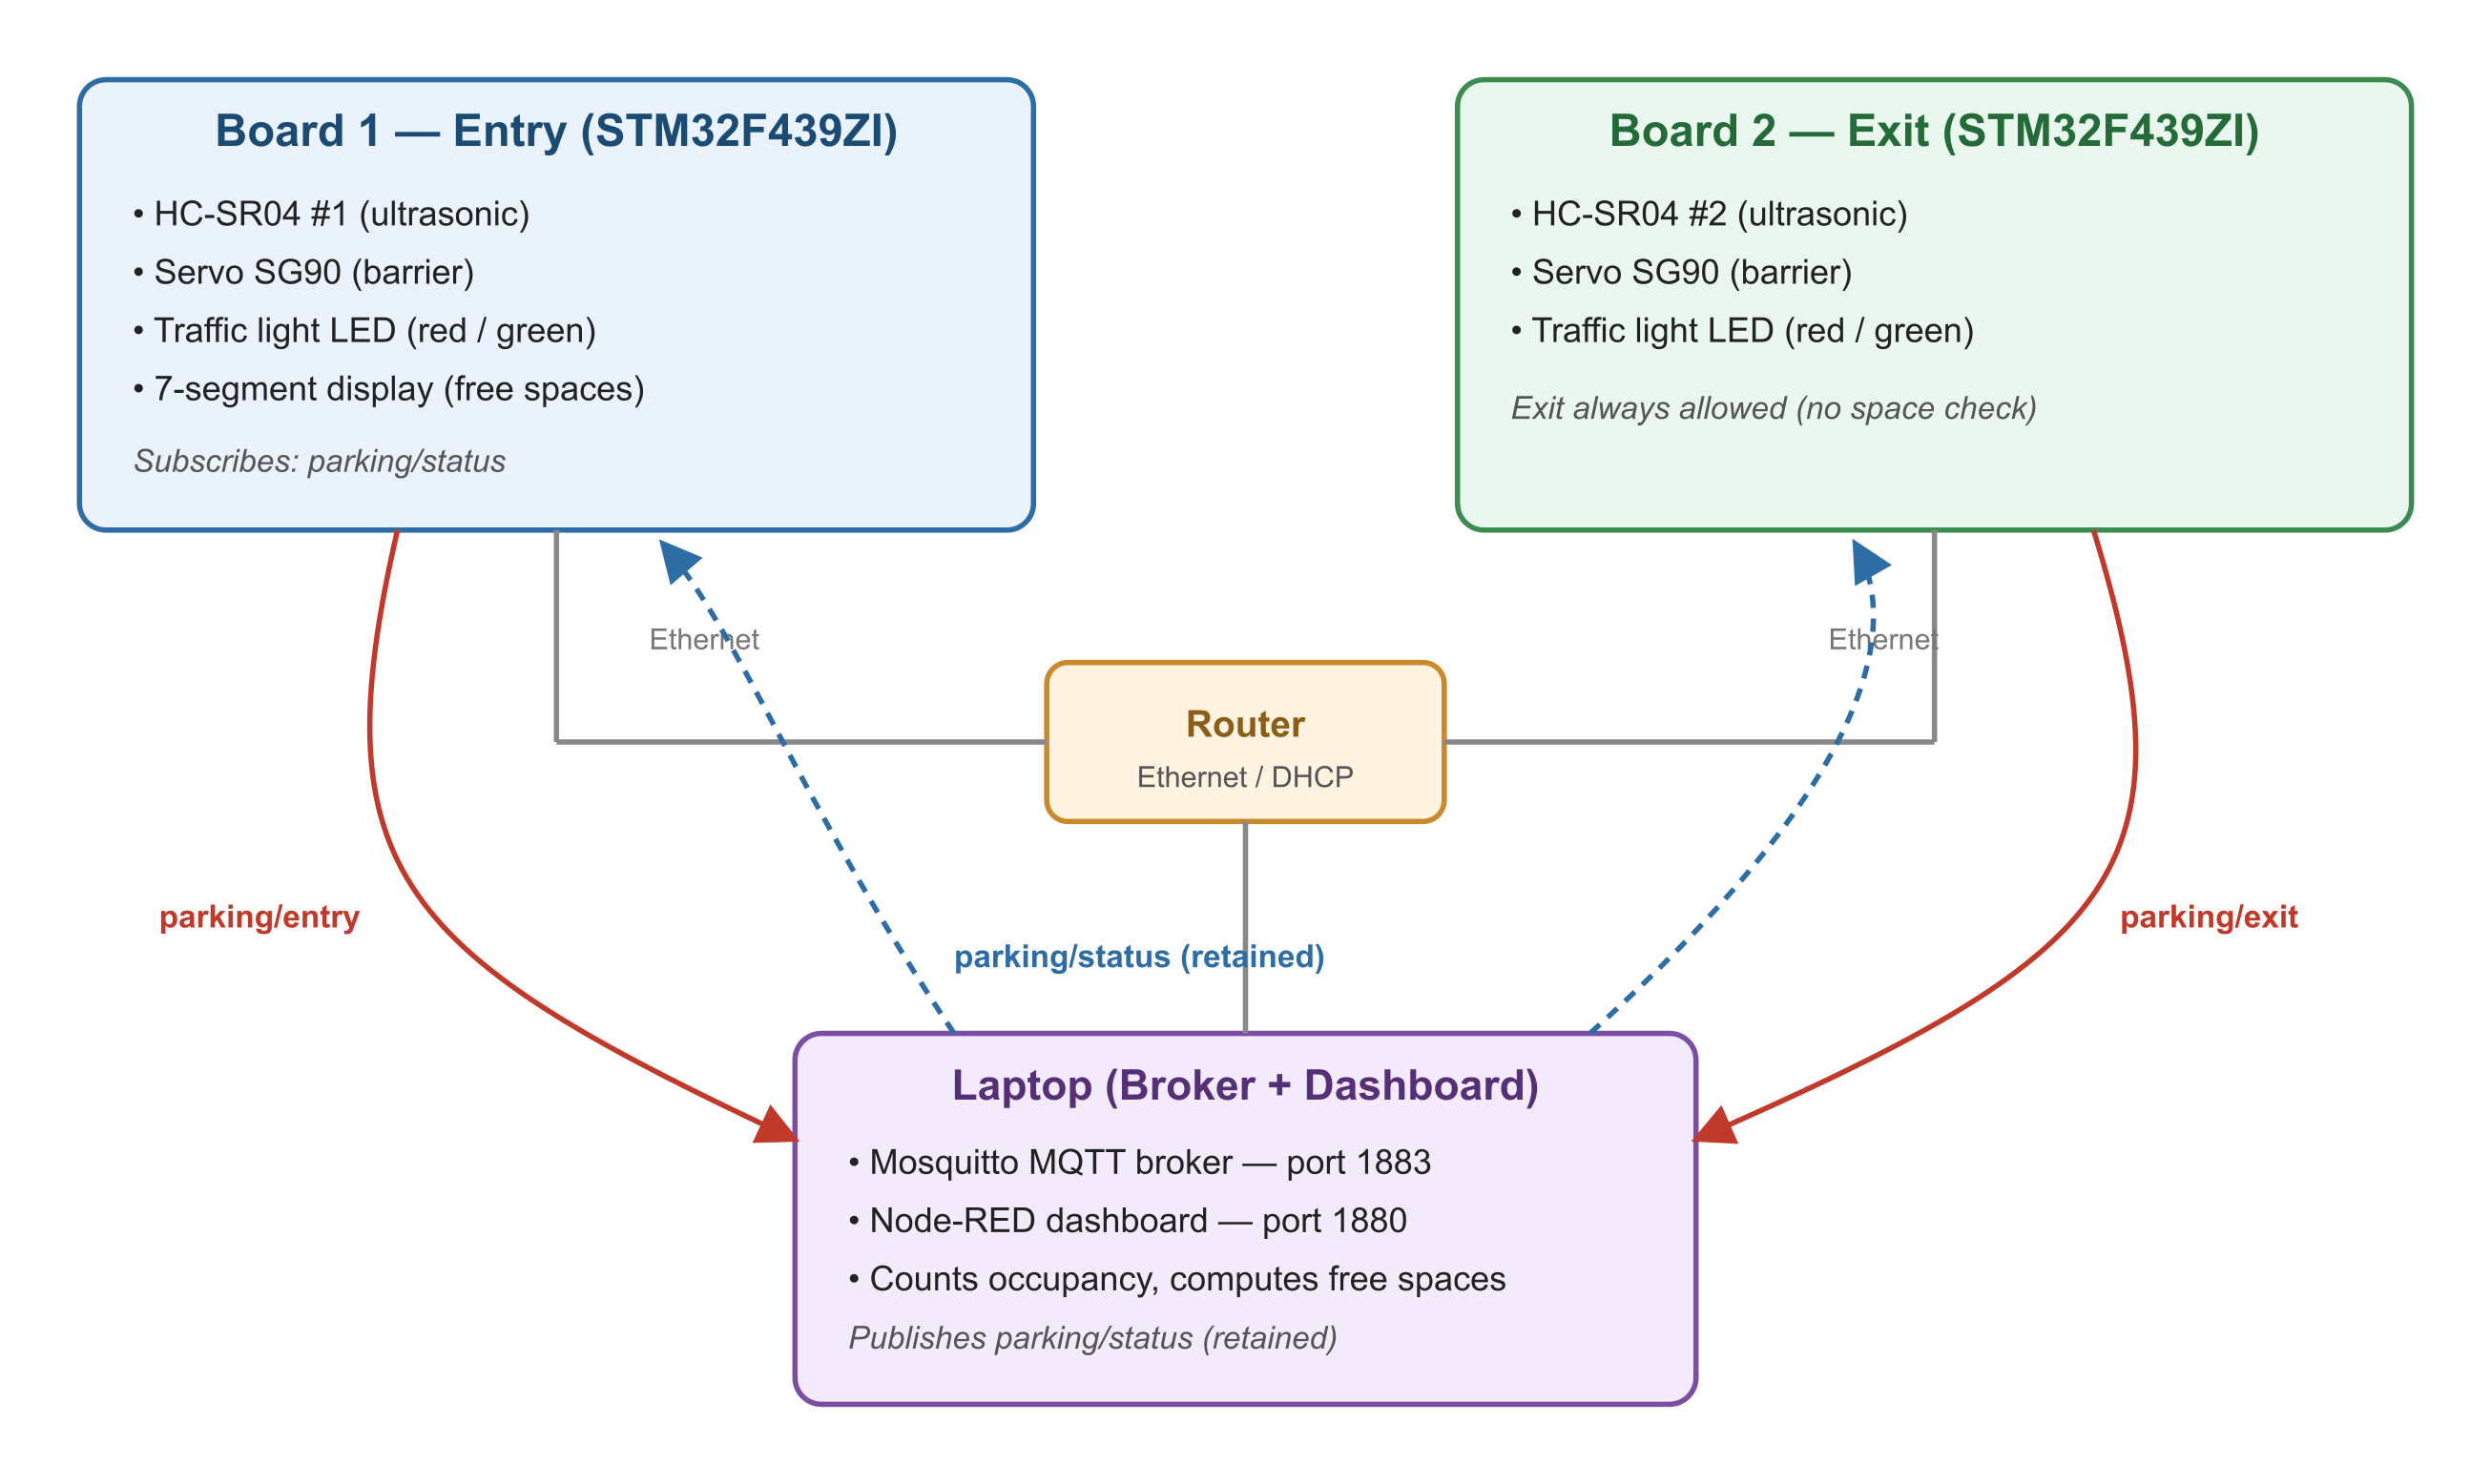 Board 1 — Entry (STM32F439ZI)
• HC-SR04 #1 (ultrasonic)
• Servo SG90 (barrier)
• Traffic light LED (red / green)
• 7-segment display (free spaces)
Subscribes: parking/status
Board 2 — Exit (STM32F439ZI)
• HC-SR04 #2 (ultrasonic)
• Servo SG90 (barrier)
• Traffic light LED (red / green)
Exit always allowed (no space check)
Ethernet
Ethernet
Router
Ethernet / DHCP
parking/entry
parking/status (retained)
parking/exit
Laptop (Broker + Dashboard)
• Mosquitto MQTT broker — port 1883
• Node-RED dashboard — port 1880
• Counts occupancy, computes free spaces
Publishes parking/status (retained)